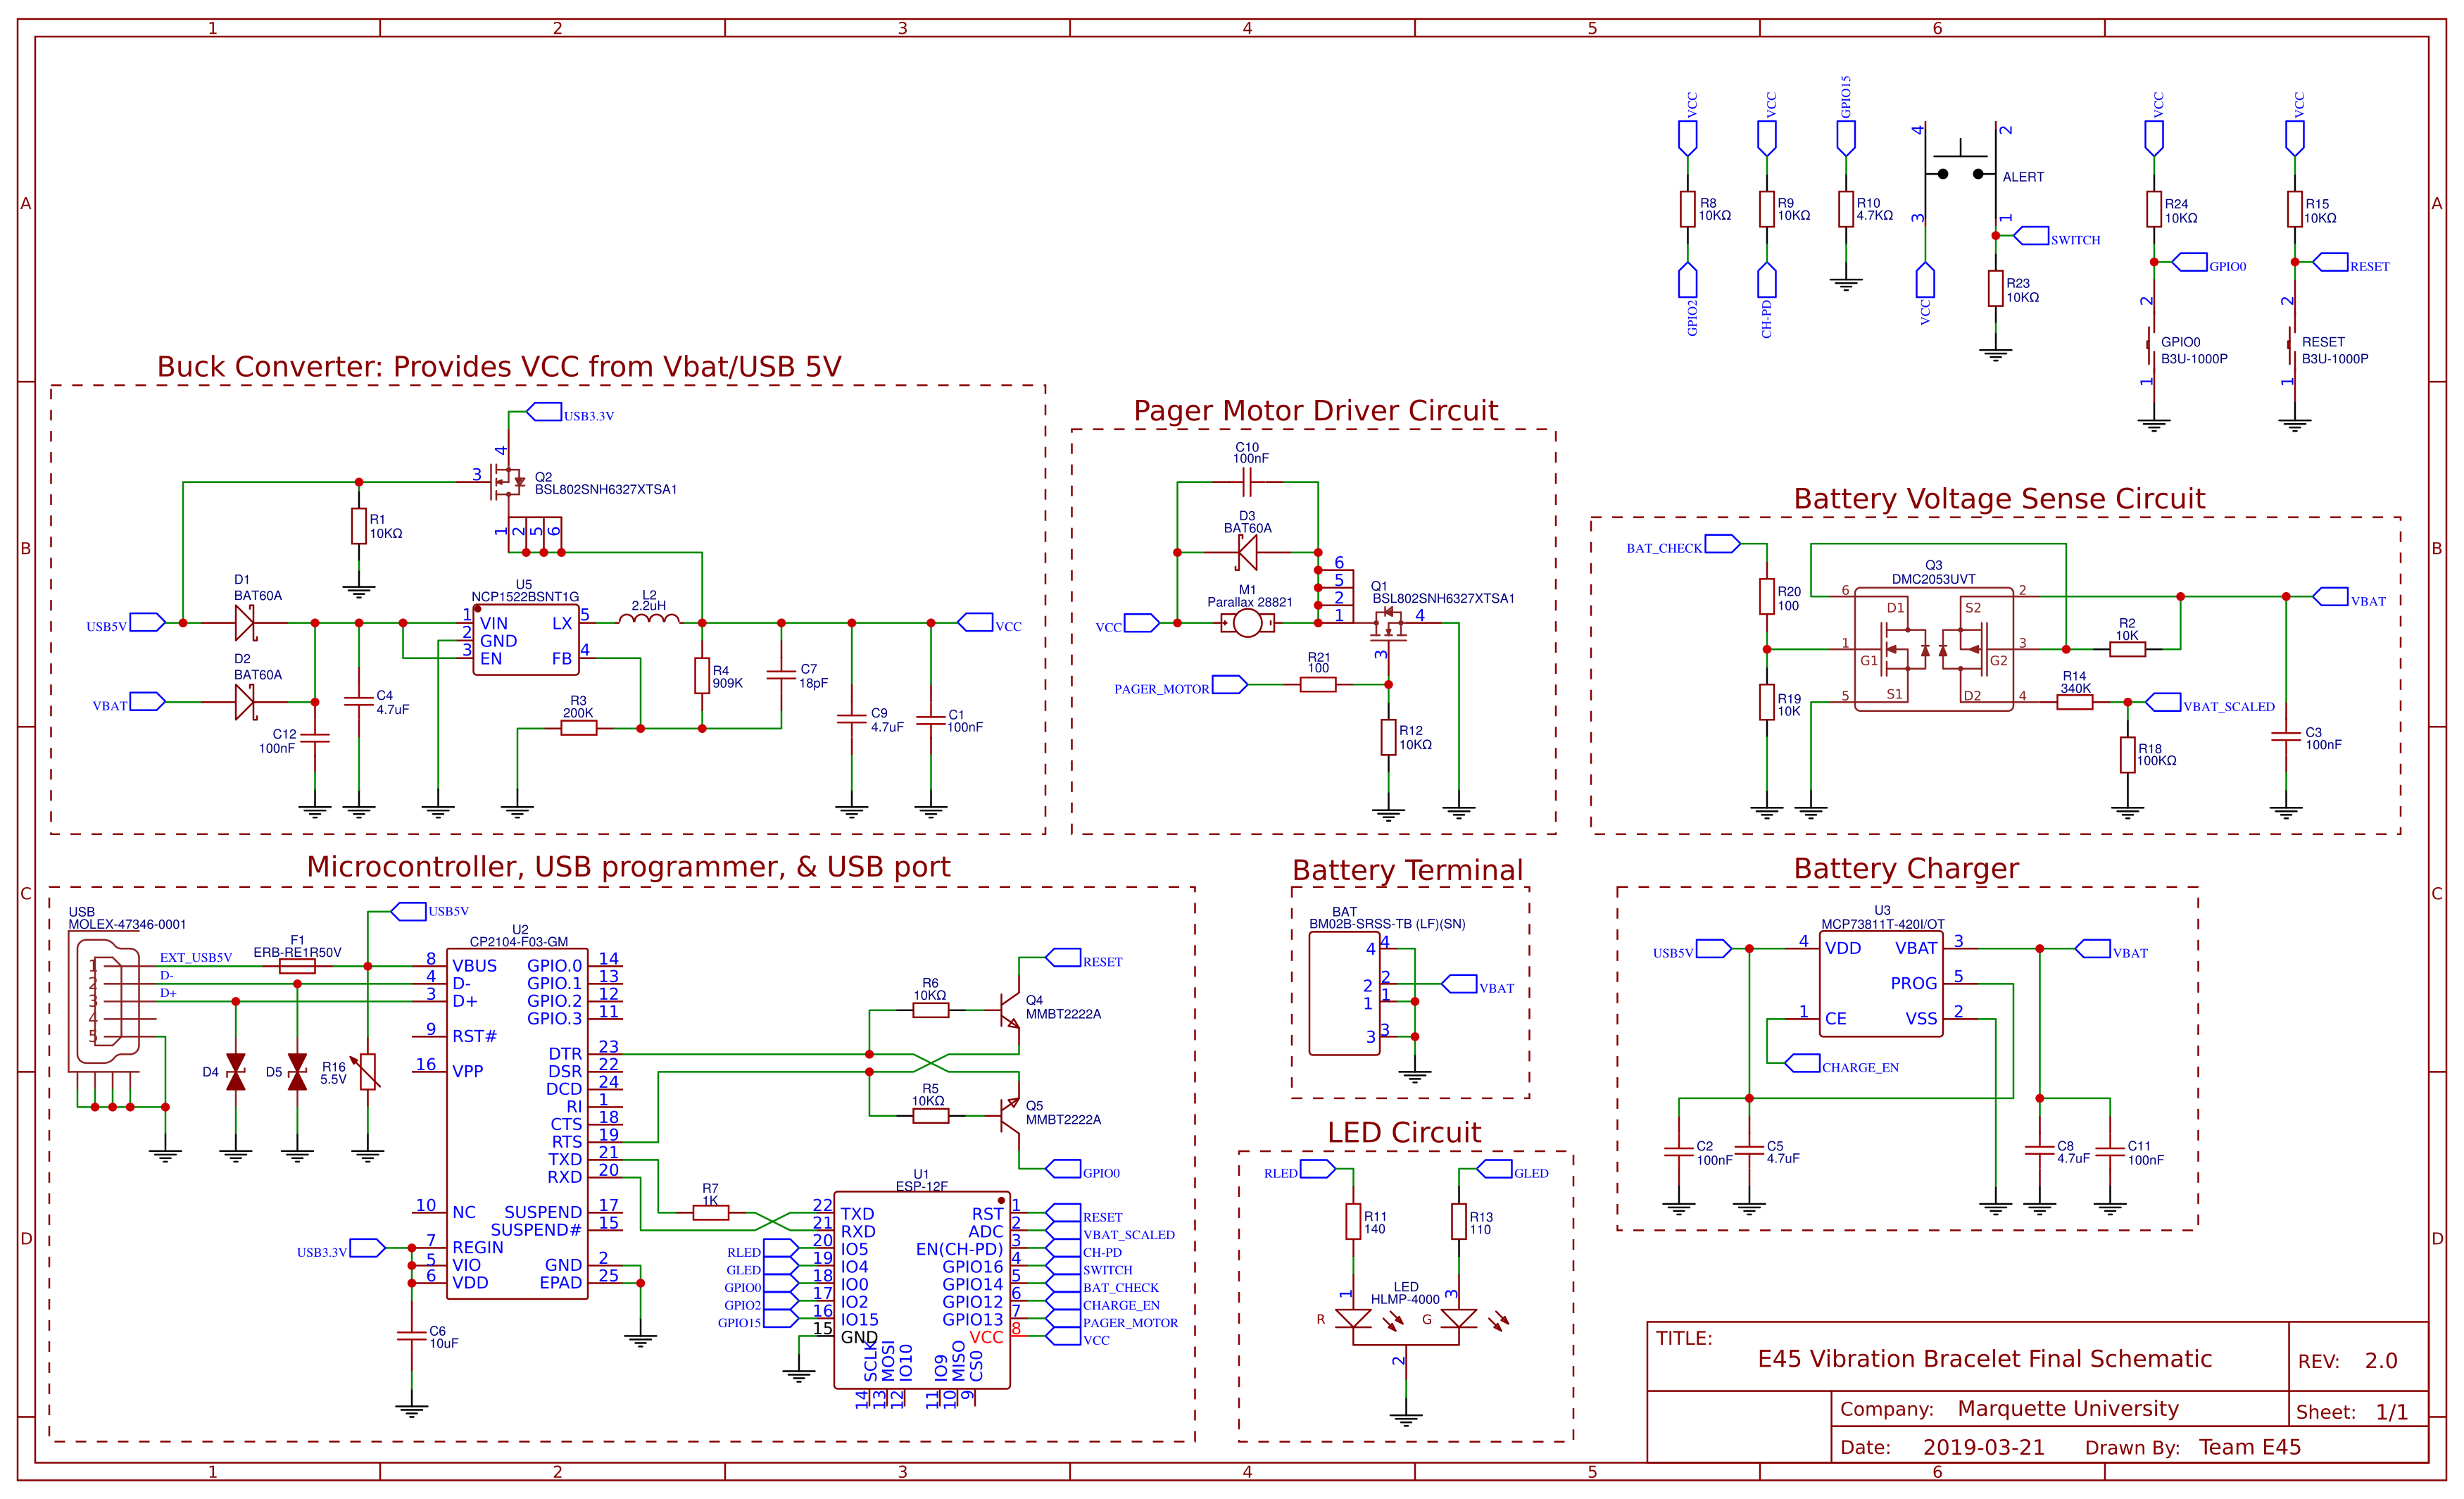 1 2 3 4 5 6
A
B
C
D
VCC
R8
10KΩ
GPIO2
VCC
R9
10KΩ
CH-PD
GPIO15
R10
4.7KΩ
4 2
ALERT
3 1
SWITCH
VCC
R23
10KΩ
VCC
R24
10KΩ
GPIO0
2
GPIO0
B3U-1000P
1
VCC
R15
10KΩ
RESET
2
RESET
B3U-1000P
1
Buck Converter: Provides VCC from Vbat/USB 5V
USB3.3V
4
3
Q2
BSL802SNH6327XTSA1
1 2 5 6
R1
10KΩ
D1
BAT60A
USB5V
D2
BAT60A
VBAT
C12
100nF
C4
4.7uF
U5
NCP1522BSNT1G
1 VIN LX 5
2 GND
3 EN FB 4
L2
2.2uH
R4
909K
C7
18pF
R3
200K
C9
4.7uF
C1
100nF
VCC
Pager Motor Driver Circuit
C10
100nF
D3
BAT60A
M1
Parallax 28821
VCC
6
5
2
1
Q1
BSL802SNH6327XTSA1
4
3
R21
100
PAGER_MOTOR
R12
10KΩ
Battery Voltage Sense Circuit
BAT_CHECK
R20
100
R19
10K
Q3
DMC2053UVT
6 D1 S2 2
1 G1 G2 3
5 S1 D2 4
VBAT
R2
10K
R14
340K
VBAT_SCALED
R18
100KΩ
C3
100nF
Microcontroller, USB programmer, & USB port
USB
MOLEX-47346-0001
1
2
3
4
5
EXT_USB5V
D-
D+
F1
ERB-RE1R50V
USB5V
D4
D5
R16
5.5V
U2
CP2104-F03-GM
8 VBUS GPIO.0 14
4 D- GPIO.1 13
3 D+ GPIO.2 12
GPIO.3 11
9 RST#
DTR 23
16 VPP DSR 22
DCD 24
RI 1
CTS 18
RTS 19
TXD 21
RXD 20
10 NC SUSPEND 17
SUSPEND# 15
USB3.3V
7 REGIN
5 VIO GND 2
6 VDD EPAD 25
C6
10uF
R6
10KΩ
Q4
MMBT2222A
RESET
R5
10KΩ
Q5
MMBT2222A
GPIO0
R7
1K
U1
ESP-12F
22 TXD RST 1 RESET
21 RXD ADC 2 VBAT_SCALED
RLED 20 IO5 EN(CH-PD) 3 CH-PD
GLED 19 IO4 GPIO16 4 SWITCH
GPIO0 18 IO0 GPIO14 5 BAT_CHECK
GPIO2 17 IO2 GPIO12 6 CHARGE_EN
GPIO15 16 IO15 GPIO13 7 PAGER_MOTOR
15 GND VCC 8 VCC
SCLK MOSI IO10 IO9 MISO CS0
14 13 12 11 10 9
Battery Terminal
BAT
BM02B-SRSS-TB (LF)(SN)
4 4
2 2
VBAT
1 1
3 3
LED Circuit
RLED
GLED
R11
140
R13
110
LED
HLMP-4000
1 3
R G
2
Battery Charger
U3
MCP73811T-420I/OT
USB5V
4 VDD VBAT 3
VBAT
PROG 5
1 CE VSS 2
CHARGE_EN
C2
100nF
C5
4.7uF
C8
4.7uF
C11
100nF
TITLE:
E45 Vibration Bracelet Final Schematic
REV: 2.0
Company: Marquette University
Sheet: 1/1
Date: 2019-03-21 Drawn By: Team E45
A
B
C
D
1 2 3 4 5 6